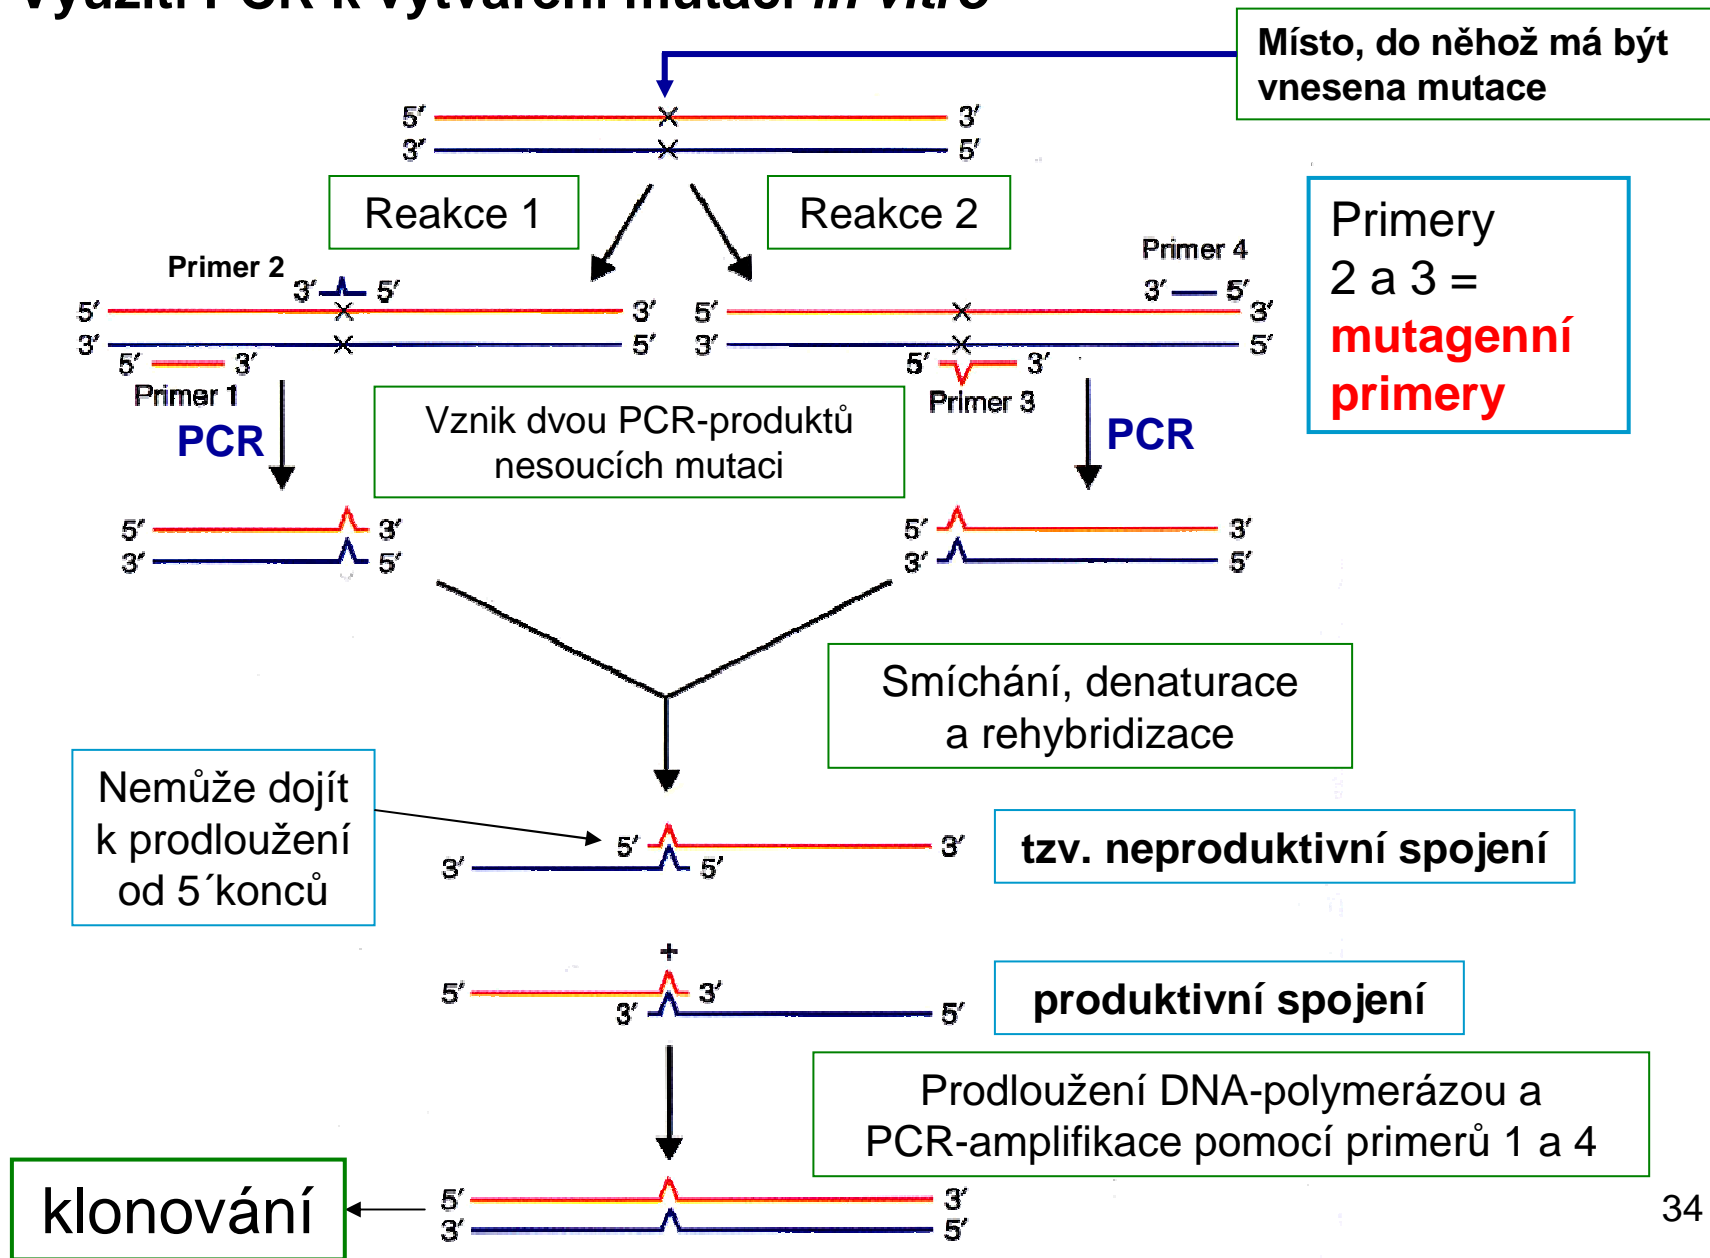 Využití PCR k vytváření mutací in vitro
Místo, do něhož má být
vnesena mutace
5′ 3′
3′ 5′
Reakce 1
Reakce 2
Primery
2 a 3 =
mutagenní
primery
Primer 2
3′ 5′
5′ 3′
3′ 5′
5′ 3′
Primer 1
PCR
Primer 4
3′ 5′
5′ 3′
3′ 5′
5′ 3′
Primer 3
PCR
Vznik dvou PCR-produktů
nesoucích mutaci
5′ 3′
3′ 5′
5′ 3′
3′ 5′
Smíchání, denaturace
a rehybridizace
Nemůže dojít
k prodloužení
od 5´konců
5′ 3′
3′ 5′
tzv. neproduktivní spojení
+
5′ 3′
3′ 5′
produktivní spojení
Prodloužení DNA-polymerázou a
PCR-amplifikace pomocí primerů 1 a 4
klonování
5′ 3′
3′ 5′
34